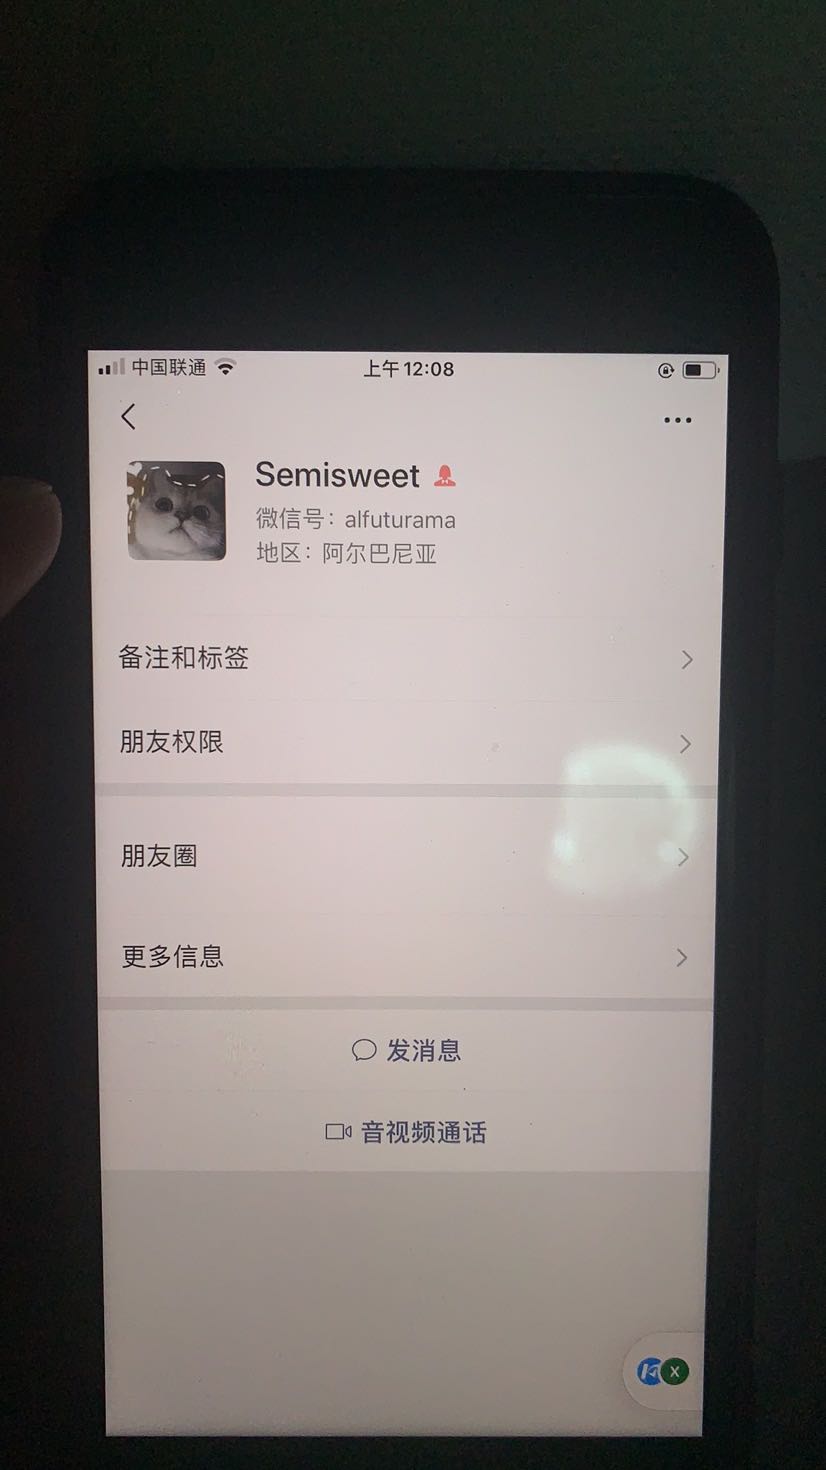 中国联通
上午12:08
Semisweet
微信号：alfuturama
地区：阿尔巴尼亚
备注和标签
朋友权限
朋友圈
更多信息
发消息
音视频通话
X